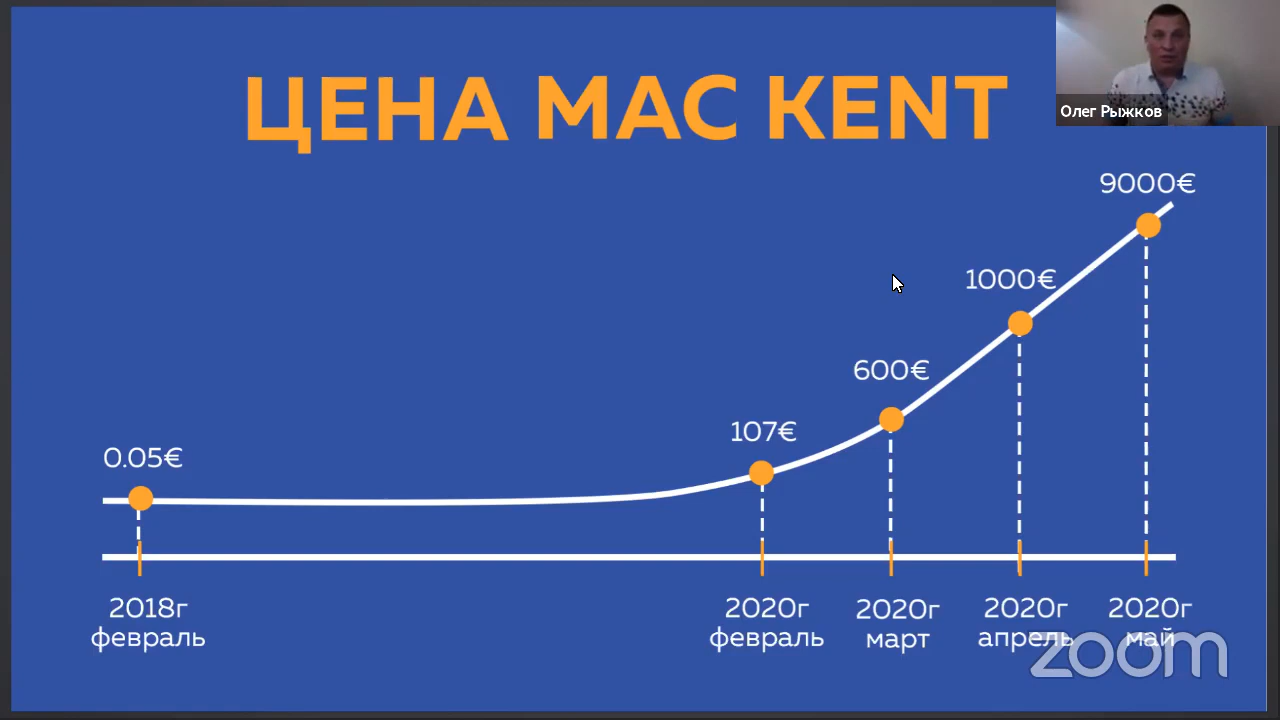 ЦЕНА MAC KENT
Олег Рыжков
9000€
1000€
600€
107€
0.05€
2018г
февраль
2020г
февраль
2020г
март
2020г
апрель
2020г
май
zoom